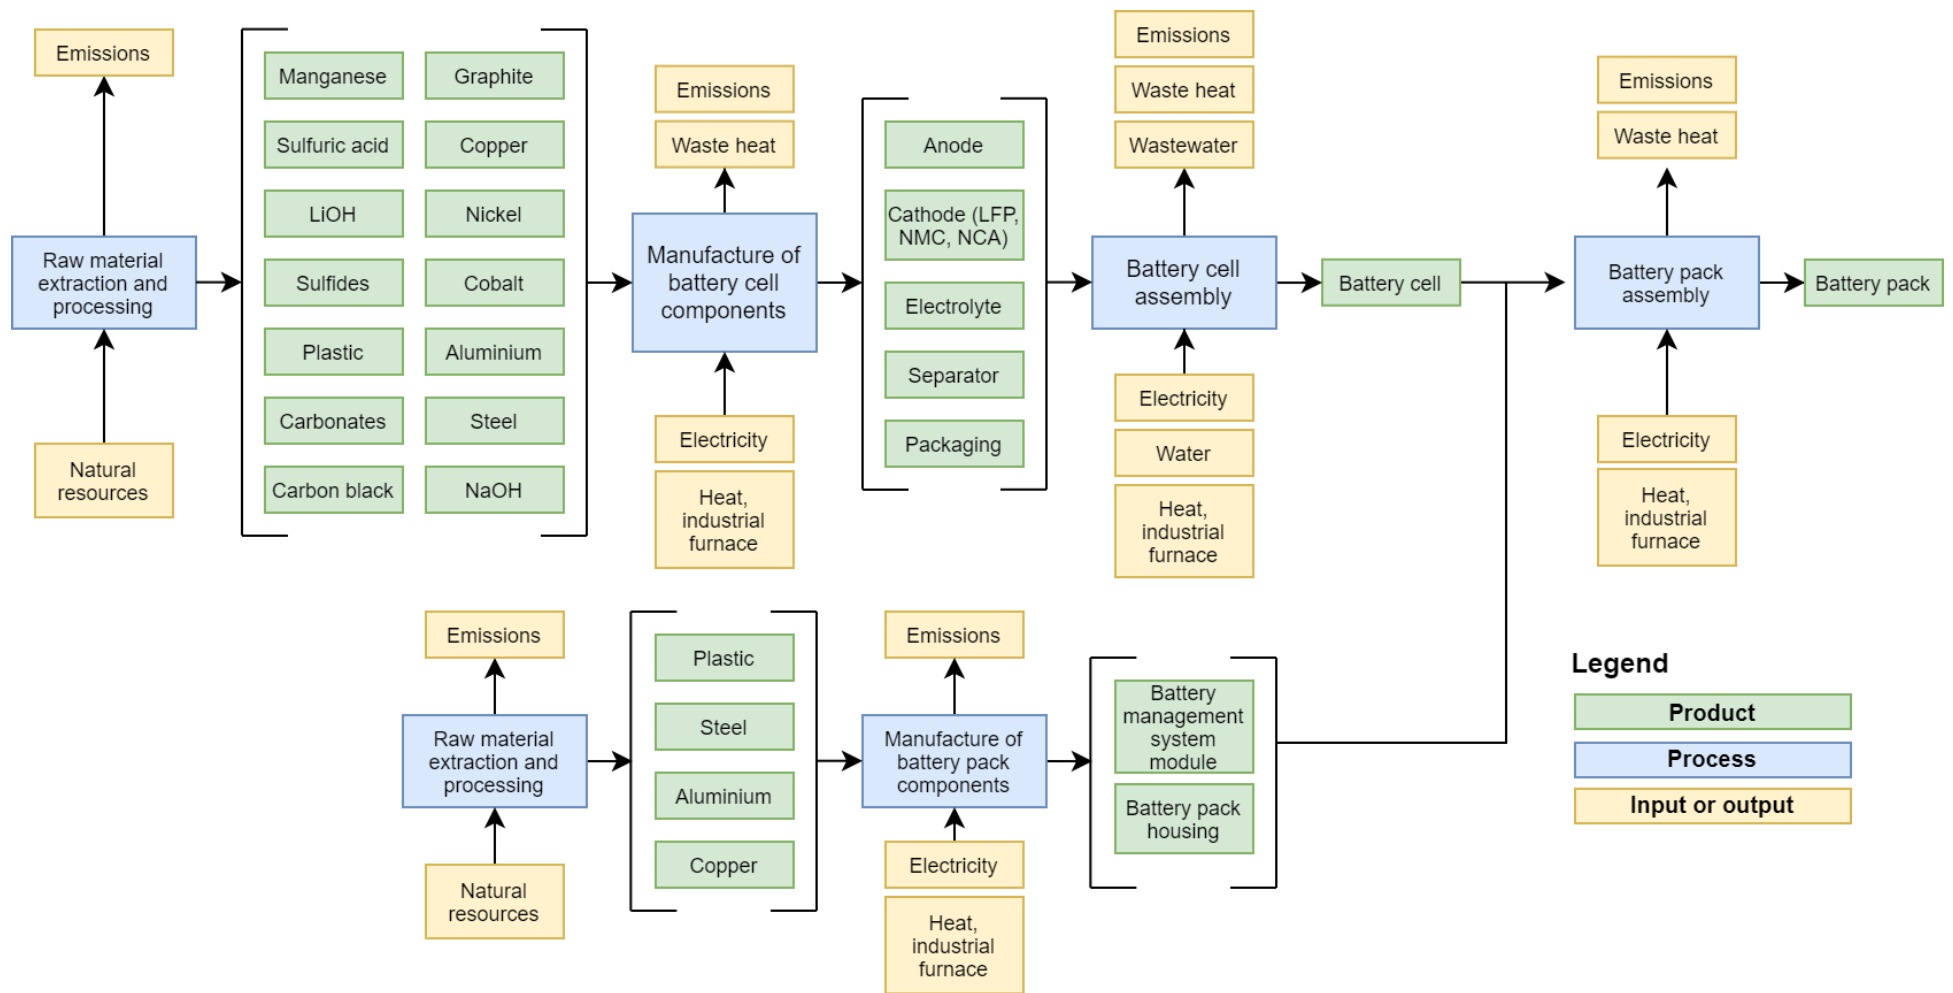 Emissions
Raw material
extraction and
processing
Natural
resources
Manganese
Graphite
Sulfuric acid
Copper
LiOH
Nickel
Sulfides
Cobalt
Plastic
Aluminium
Carbonates
Steel
Carbon black
NaOH
Emissions
Waste heat
Manufacture of
battery cell
components
Electricity
Heat,
industrial
furnace
Anode
Cathode (LFP,
NMC, NCA)
Electrolyte
Separator
Packaging
Emissions
Waste heat
Wastewater
Battery cell
assembly
Electricity
Water
Heat,
industrial
furnace
Battery cell
Emissions
Waste heat
Battery pack
assembly
Electricity
Heat,
industrial
furnace
Battery pack
Emissions
Raw material
extraction and
processing
Natural
resources
Plastic
Steel
Aluminium
Copper
Emissions
Manufacture of
battery pack
components
Electricity
Heat,
industrial
furnace
Battery
management
system
module
Battery pack
housing
Legend
Product
Process
Input or output